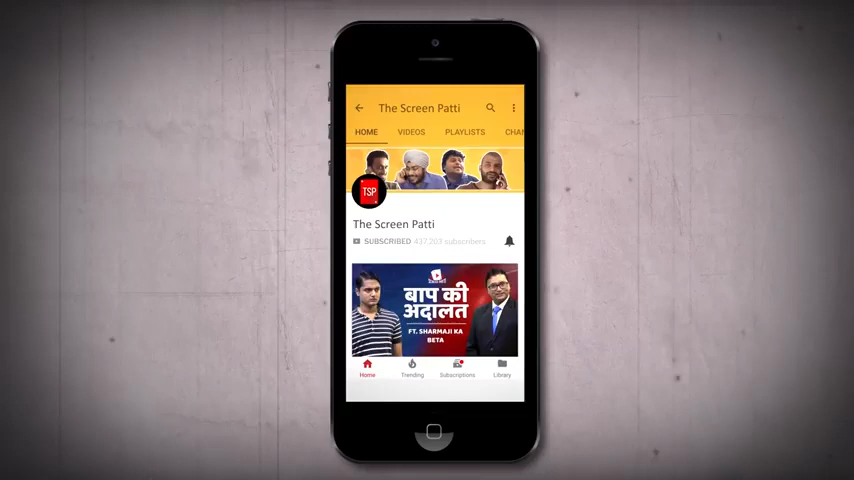 The Screen Patti
HOME VIDEOS PLAYLISTS CHAN
TSP
The Screen Patti
SUBSCRIBED 437,203 subscribers
बाप की
अदालत
FT. SHARMAJI KA
BETA
Home Trending Subscriptions Library